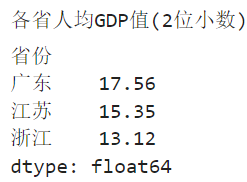 各省人均GDP值(2位小数)
省份
广东    17.56
江苏    15.35
浙江    13.12
dtype: float64